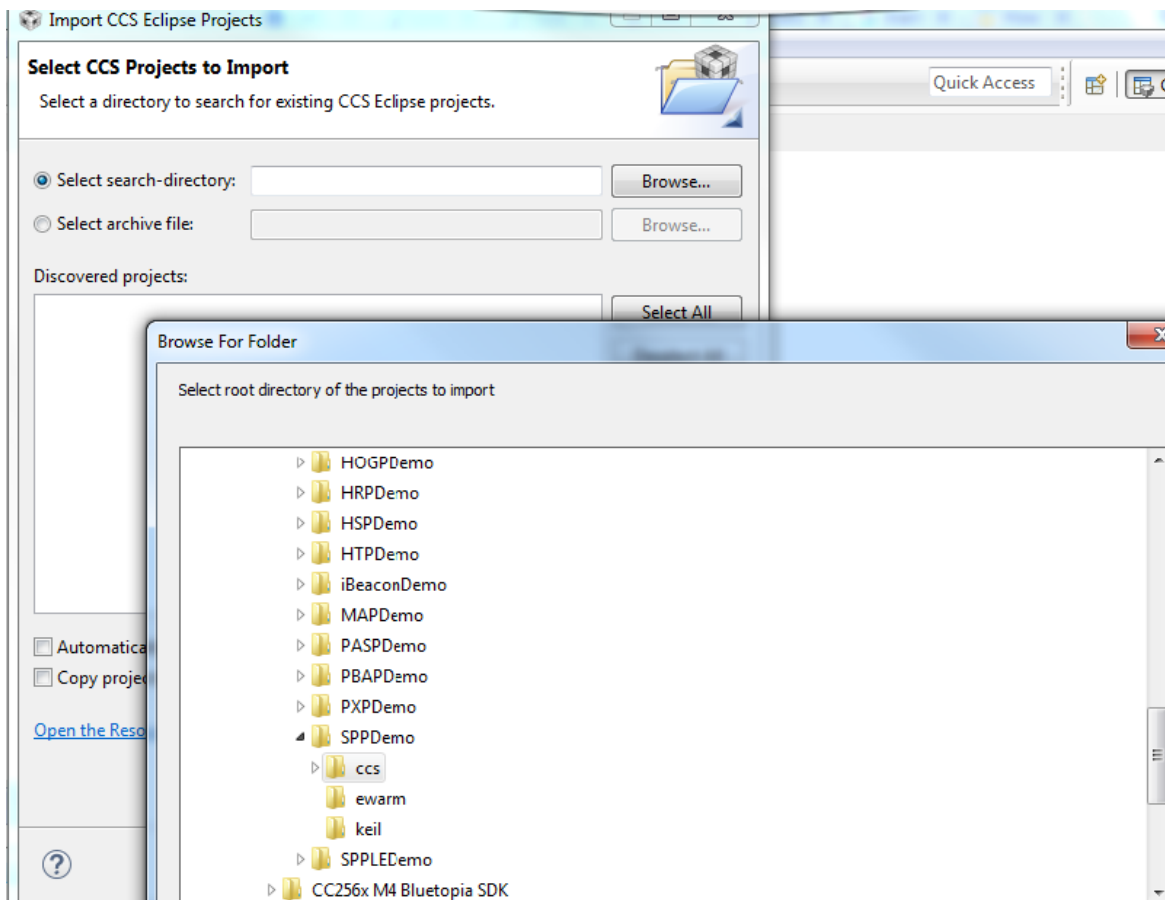 Import CCS Eclipse Projects
Select CCS Projects to Import
Select a directory to search for existing CCS Eclipse projects.
Quick Access
Select search-directory:
Browse...
Select archive file:
Browse...
Discovered projects:
Select All
Browse For Folder
Select root directory of the projects to import
HOGPDemo
HRPDemo
HSPDemo
HTPDemo
iBeaconDemo
MAPDemo
Automatica
PASPDemo
Copy projec
PBAPDemo
PXPDemo
Open the Reso
SPPDemo
ccs
ewarm
keil
SPPLEDemo
CC256x M4 Bluetopia SDK